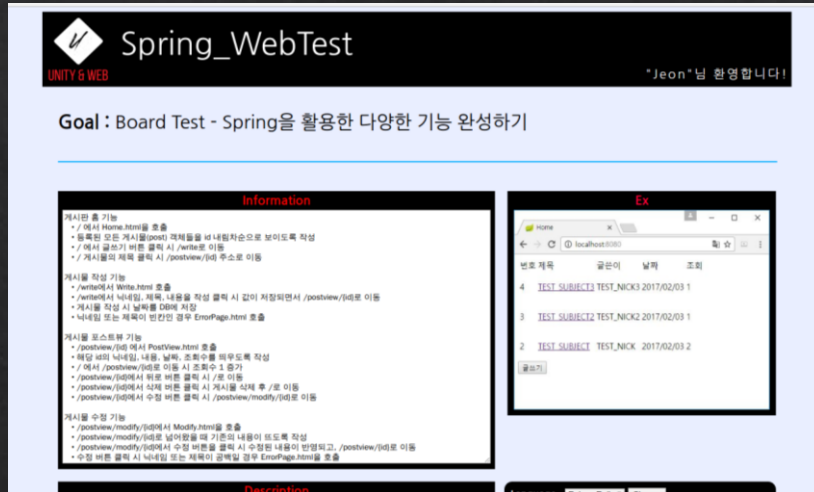 Spring_WebTest
UNITY & WEB
"Jeon"님 환영합니다!
Goal : Board Test - Spring을 활용한 다양한 기능 완성하기
Information
게시판 홈 기능
• / 에서 Home.html을 호출
• 등록된 모든 게시물(post) 객체들을 id 내림차순으로 보이도록 작성
• / 에서 글쓰기 버튼 클릭 시 /write로 이동
• / 게시물의 제목 클릭 시 /postview/{id} 주소로 이동
게시물 작성 기능
• /write에서 Write.html 호출
• /write에서 닉네임, 제목, 내용을 작성 클릭 시 값이 저장되면서 /postview/{id}로 이동
• 게시물 작성 시 날짜를 DB에 저장
• 닉네임 또는 제목이 빈칸인 경우 ErrorPage.html 호출
게시물 포스트뷰 기능
• /postview/{id} 에서 PostView.html 호출
• 해당 id의 닉네임, 내용, 날짜, 조회수를 띄우도록 작성
• / 에서 /postview/{id}로 이동 시 조회수 1 증가
• /postview/{id}에서 뒤로 버튼 클릭 시 /로 이동
• /postview/{id}에서 삭제 버튼 클릭 시 게시물 삭제 후 /로 이동
• /postview/{id}에서 수정 버튼 클릭 시 /postview/modify/{id}로 이동
게시물 수정 기능
• /postview/modify/{id}에서 Modify.html을 호출
• /postview/modify/{id}로 넘어왔을 때 기존의 내용이 뜨도록 작성
• /postview/modify/{id}에서 수정 버튼을 클릭 시 수정된 내용이 반영되고, /postview/{id}로 이동
• 수정 버튼 클릭 시 닉네임 또는 제목이 공백일 경우 ErrorPage.html을 호출
Ex
Home
localhost:8080
번호 제목 글쓴이 날짜 조회
4 TEST_SUBJECT3 TEST_NICK3 2017/02/03 1
3 TEST_SUBJECT2 TEST_NICK2 2017/02/03 1
2 TEST_SUBJECT TEST_NICK 2017/02/03 2
글쓰기
Description